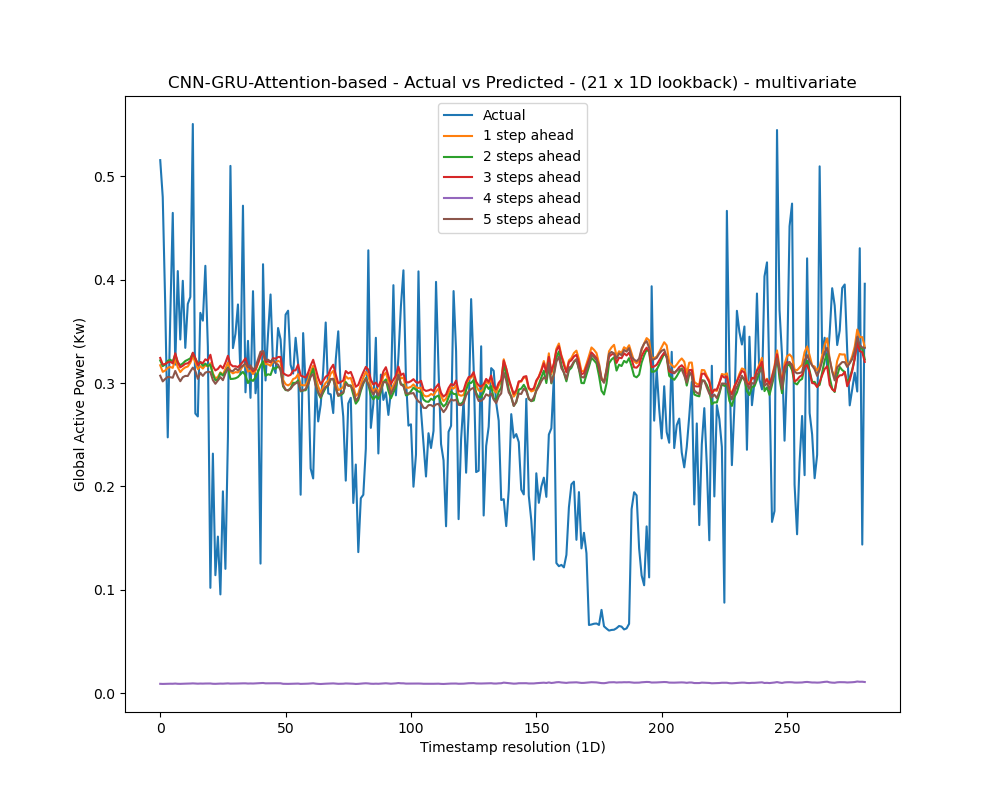 CNN-GRU-Attention-based - Actual vs Predicted - (21 x 1D lookback) - multivariate
Actual
1 step ahead
2 steps ahead
3 steps ahead
4 steps ahead
5 steps ahead
Global Active Power (Kw)
0.5
0.4
0.3
0.2
0.1
0.0
0 50 100 150 200 250
Timestamp resolution (1D)